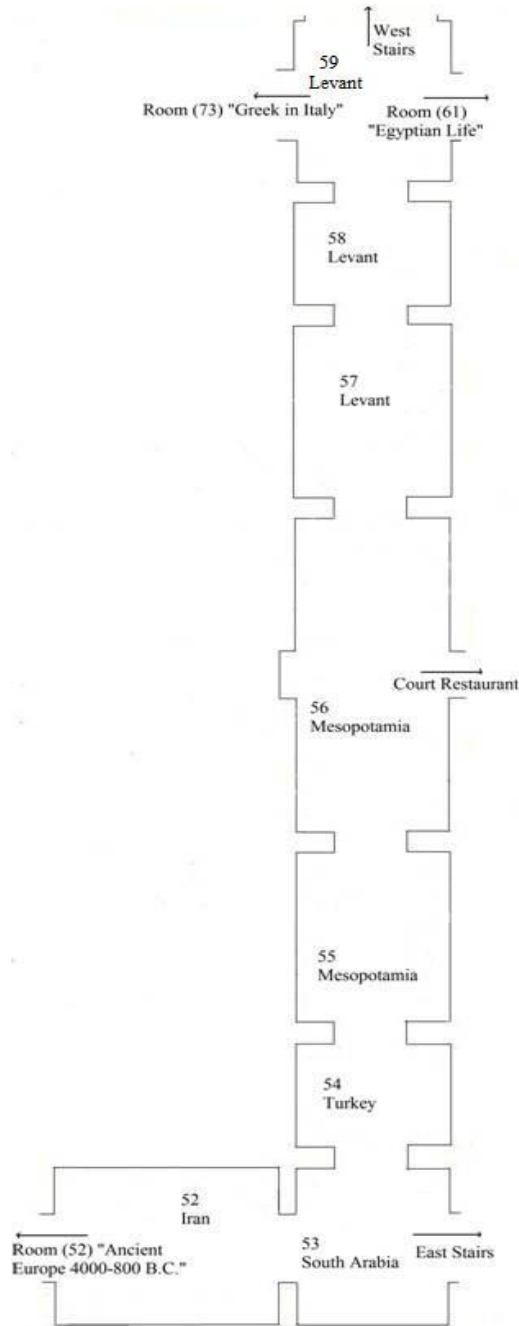 West
Stairs
59
Levant
Room (73) "Greek in Italy"
Room (61)
"Egyptian Life"
58
Levant
57
Levant
Court Restaurant
56
Mesopotamia
55
Mesopotamia
54
Turkey
52
Iran
53
South Arabia
East Stairs
Room (52) "Ancient
Europe 4000-800 B.C."